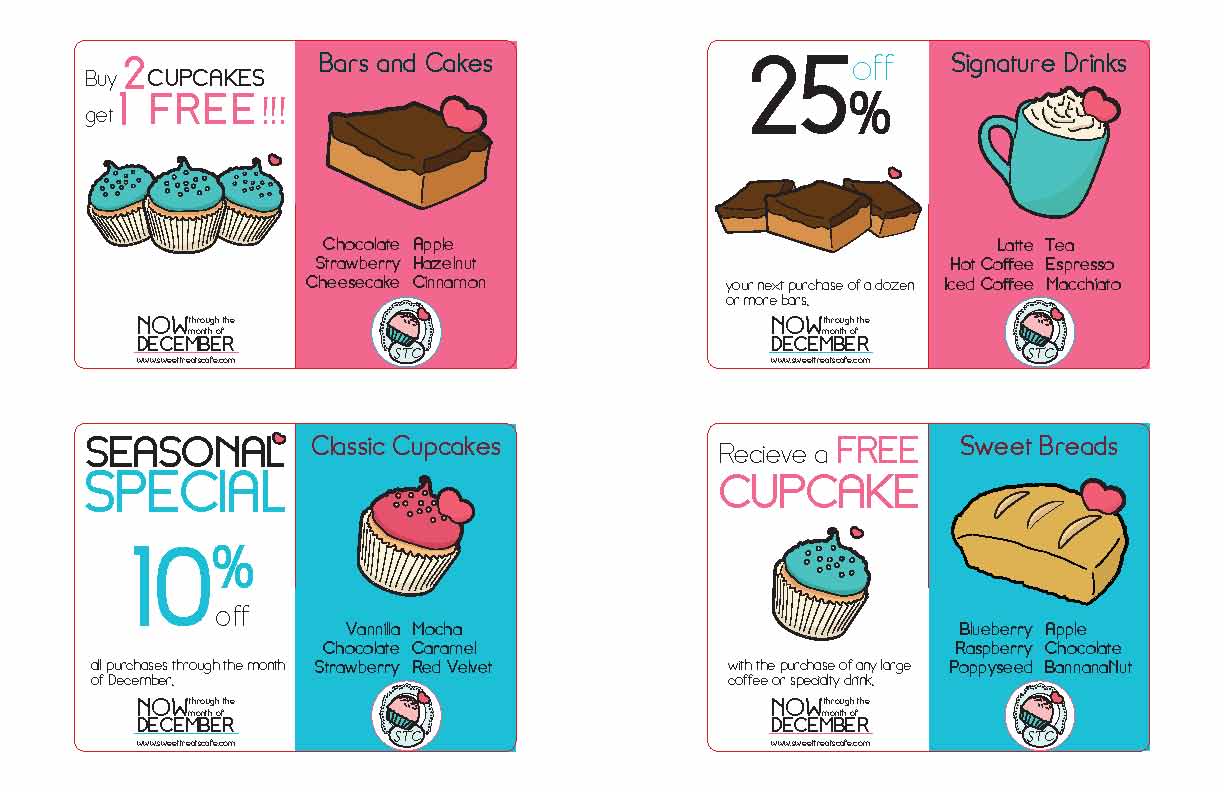 Buy 2 CUPCAKES
get 1 FREE!!!
NOW through the
month of
DECEMBER
www.sweettreatscafe.com
Bars and Cakes
Chocolate Apple
Strawberry Hazelnut
Cheesecake Cinnamon
STC
25% off
your next purchase of a dozen
or more bars.
NOW through the
month of
DECEMBER
www.sweettreatscafe.com
Signature Drinks
Latte Tea
Hot Coffee Espresso
Iced Coffee Macchiato
STC
SEASONAL
SPECIAL
10%
off
all purchases through the month
of December.
NOW through the
month of
DECEMBER
www.sweettreatscafe.com
Classic Cupcakes
Vannilla Mocha
Chocolate Caramel
Strawberry Red Velvet
STC
Recieve a FREE
CUPCAKE
with the purchase of any large
coffee or specialty drink.
NOW through the
month of
DECEMBER
www.sweettreatscafe.com
Sweet Breads
Blueberry Apple
Raspberry Chocolate
Poppyseed BannanaNut
STC